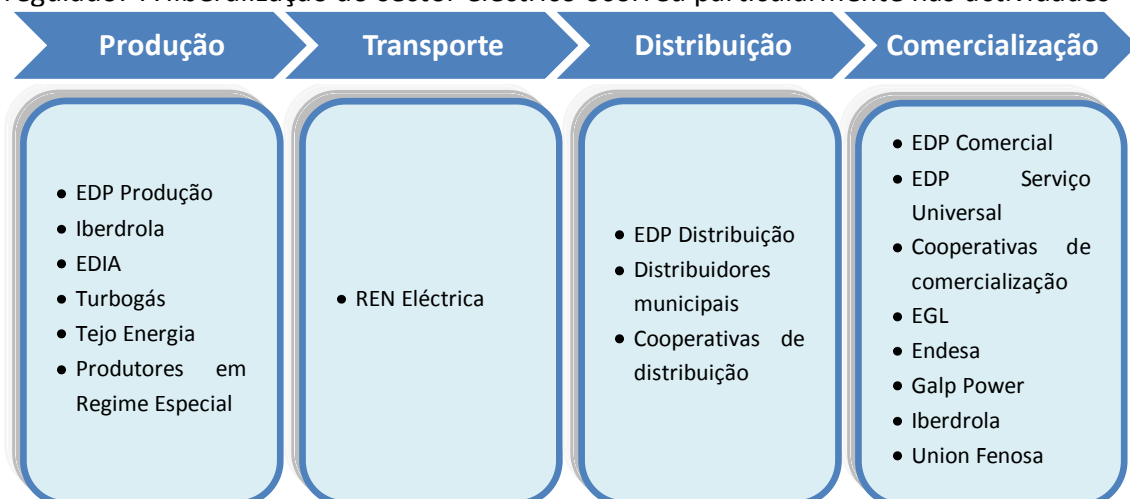 Produção
Transporte
Distribuição
Comercialização
• EDP Produção
• Iberdrola
• EDIA
• Turbogás
• Tejo Energia
• Produtores em
Regime Especial
• REN Eléctrica
• EDP Distribuição
• Distribuidores
municipais
• Cooperativas de
distribuição
• EDP Comercial
• EDP Serviço
Universal
• Cooperativas de
comercialização
• EGL
• Endesa
• Galp Power
• Iberdrola
• Union Fenosa